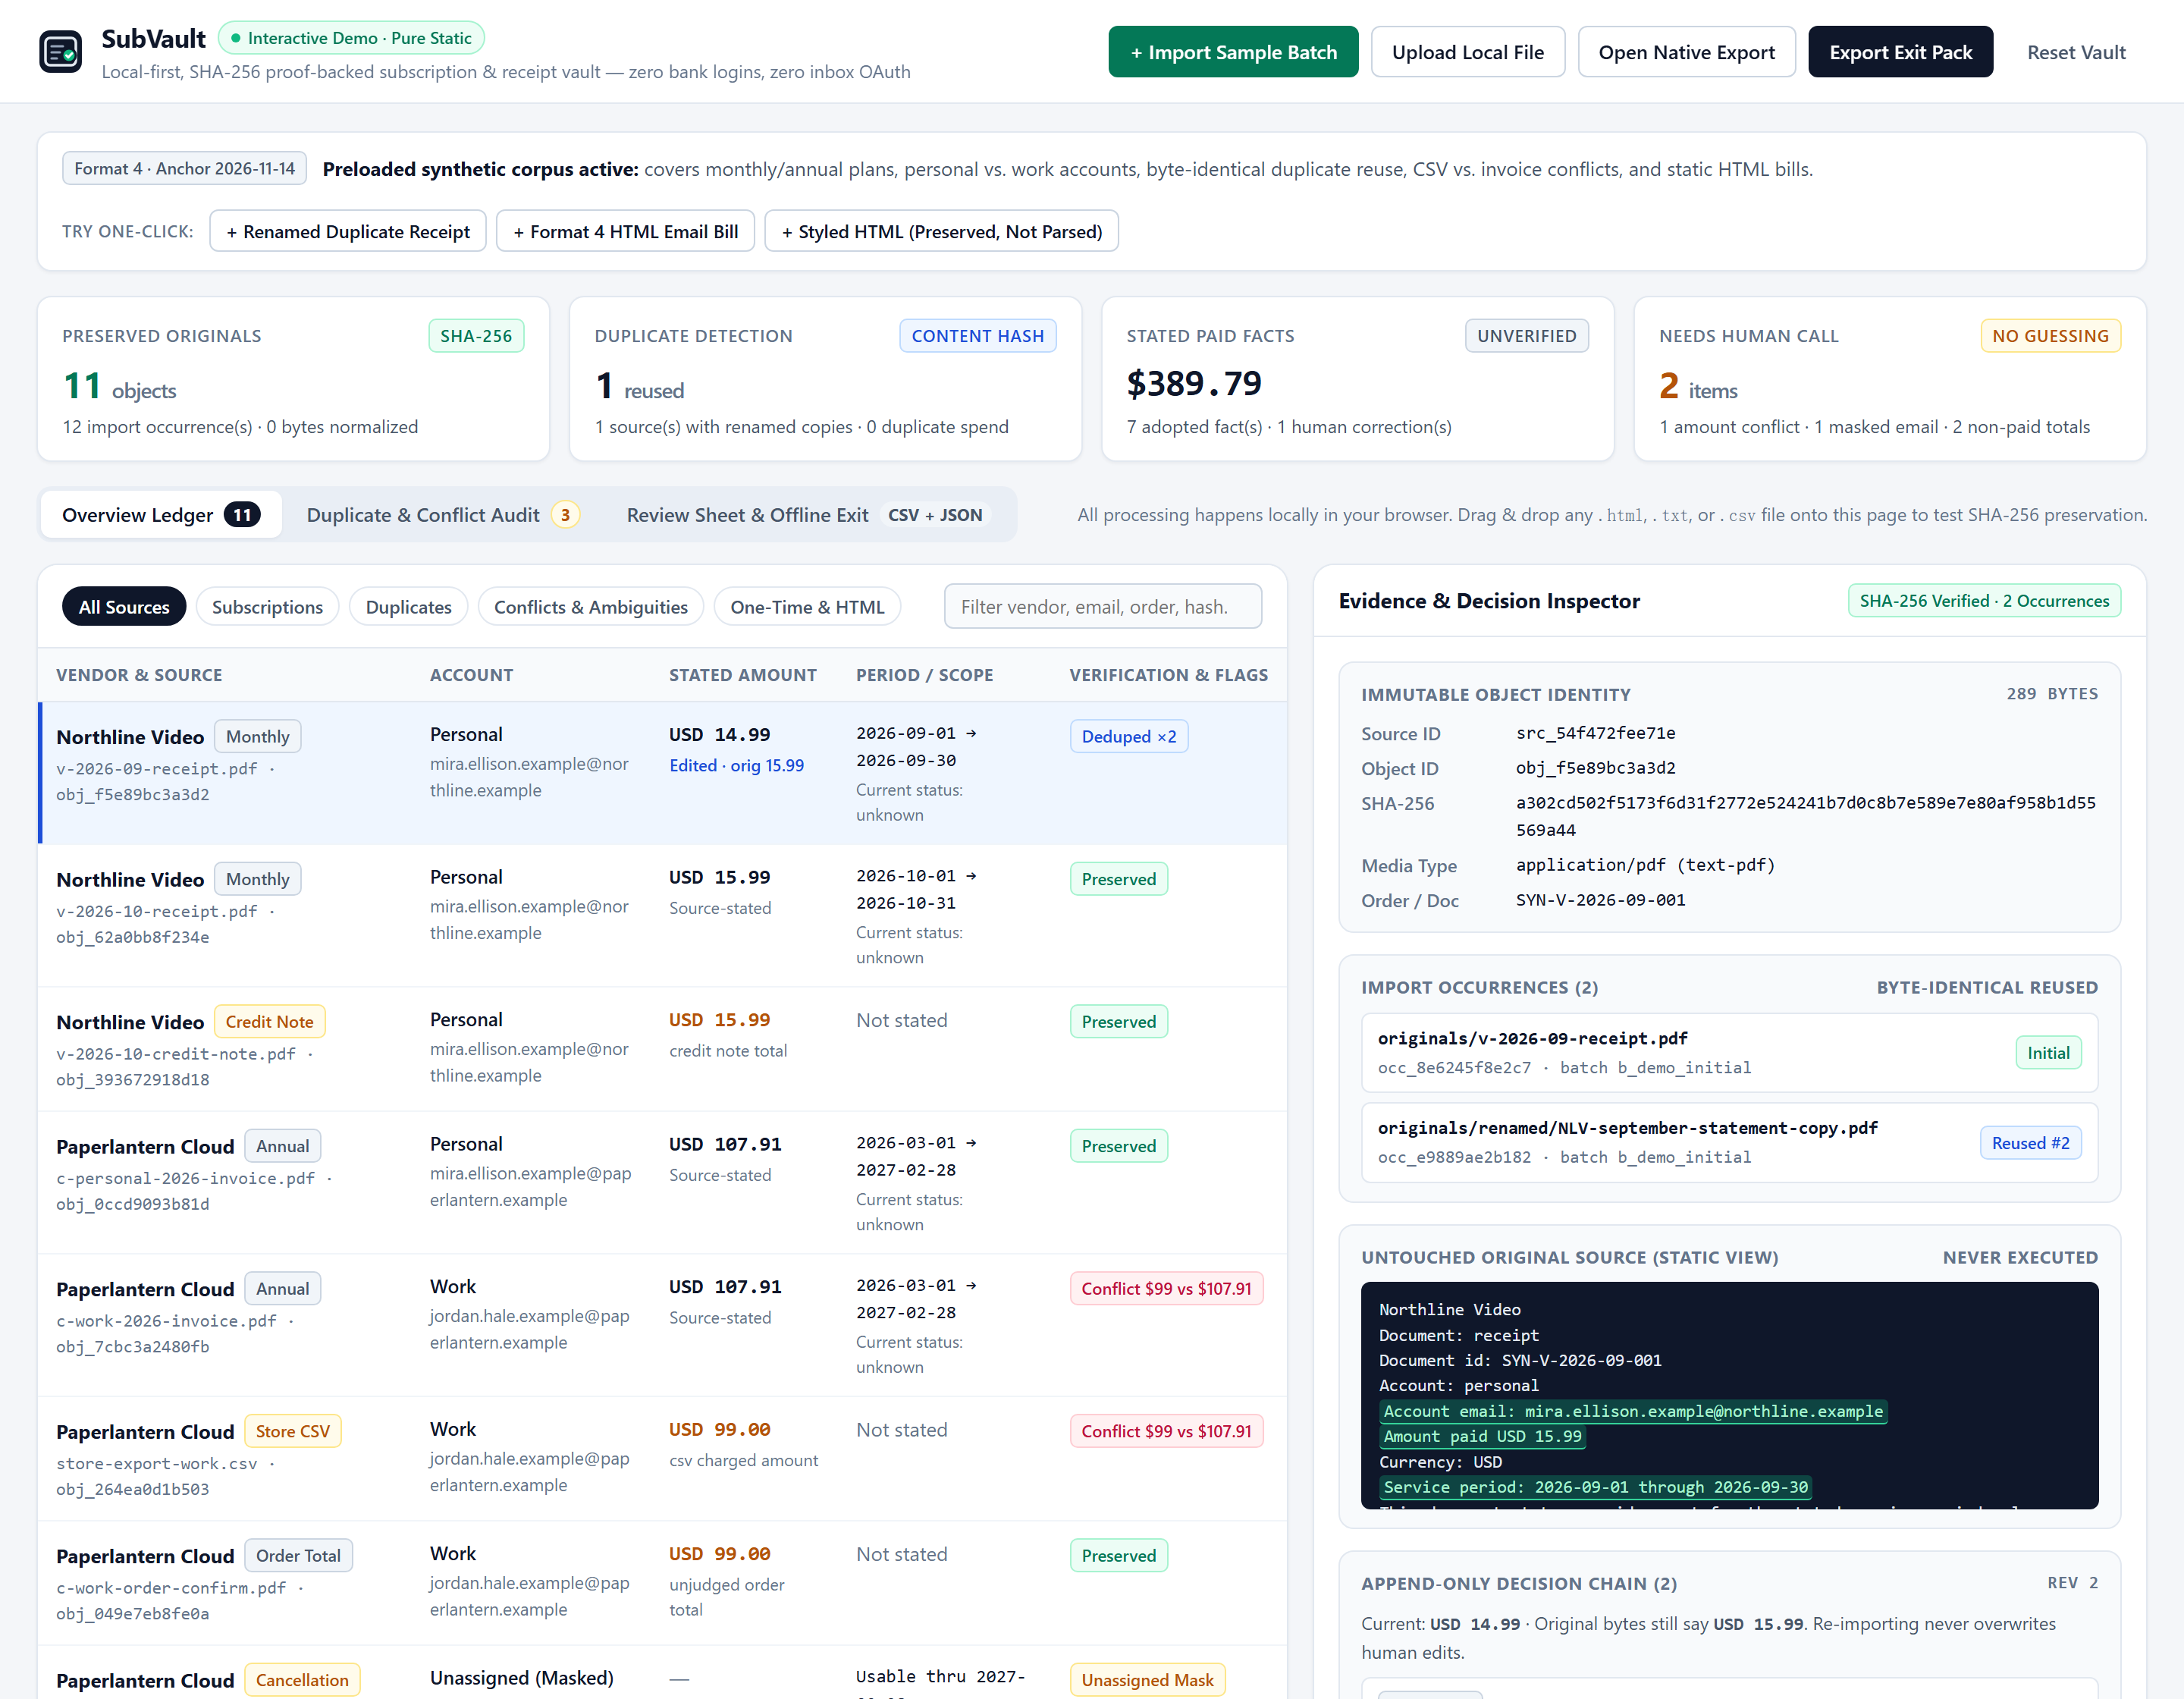 SubVault
Interactive Demo · Pure Static
Local-first, SHA-256 proof-backed subscription & receipt vault — zero bank logins, zero inbox OAuth
+ Import Sample Batch
Upload Local File
Open Native Export
Export Exit Pack
Reset Vault
Format 4 · Anchor 2026-11-14
Preloaded synthetic corpus active: covers monthly/annual plans, personal vs. work accounts, byte-identical duplicate reuse, CSV vs. invoice conflicts, and static HTML bills.
TRY ONE-CLICK:
+ Renamed Duplicate Receipt
+ Format 4 HTML Email Bill
+ Styled HTML (Preserved, Not Parsed)
PRESERVED ORIGINALS
SHA-256
11 objects
12 import occurrence(s) · 0 bytes normalized
DUPLICATE DETECTION
CONTENT HASH
1 reused
1 source(s) with renamed copies · 0 duplicate spend
STATED PAID FACTS
UNVERIFIED
$389.79
7 adopted fact(s) · 1 human correction(s)
NEEDS HUMAN CALL
NO GUESSING
2 items
1 amount conflict · 1 masked email · 2 non-paid totals
Overview Ledger 11
Duplicate & Conflict Audit 3
Review Sheet & Offline Exit CSV + JSON
All processing happens locally in your browser. Drag & drop any .html, .txt, or .csv file onto this page to test SHA-256 preservation.
All Sources
Subscriptions
Duplicates
Conflicts & Ambiguities
One-Time & HTML
Filter vendor, email, order, hash.
VENDOR & SOURCE
ACCOUNT
STATED AMOUNT
PERIOD / SCOPE
VERIFICATION & FLAGS
Northline Video Monthly
v-2026-09-receipt.pdf ·
obj_f5e89bc3a3d2
Personal
mira.ellison.example@nor
thline.example
USD 14.99
Edited · orig 15.99
2026-09-01 →
2026-09-30
Current status:
unknown
Deduped ×2
Northline Video Monthly
v-2026-10-receipt.pdf ·
obj_62a0bb8f234e
Personal
mira.ellison.example@nor
thline.example
USD 15.99
Source-stated
2026-10-01 →
2026-10-31
Current status:
unknown
Preserved
Northline Video Credit Note
v-2026-10-credit-note.pdf ·
obj_393672918d18
Personal
mira.ellison.example@nor
thline.example
USD 15.99
credit note total
Not stated
Preserved
Paperlantern Cloud Annual
c-personal-2026-invoice.pdf ·
obj_0ccd9093b81d
Personal
mira.ellison.example@pap
erlantern.example
USD 107.91
Source-stated
2026-03-01 →
2027-02-28
Current status:
unknown
Preserved
Paperlantern Cloud Annual
c-work-2026-invoice.pdf ·
obj_7cbc3a2480fb
Work
jordan.hale.example@pap
erlantern.example
USD 107.91
Source-stated
2026-03-01 →
2027-02-28
Current status:
unknown
Conflict $99 vs $107.91
Paperlantern Cloud Store CSV
store-export-work.csv ·
obj_264ea0d1b503
Work
jordan.hale.example@pap
erlantern.example
USD 99.00
csv charged amount
Not stated
Conflict $99 vs $107.91
Paperlantern Cloud Order Total
c-work-order-confirm.pdf ·
obj_049e7eb8fe0a
Work
jordan.hale.example@pap
erlantern.example
USD 99.00
unjudged order
total
Not stated
Preserved
Paperlantern Cloud Cancellation
Unassigned (Masked)
—
Usable thru 2027-
Unassigned Mask
Evidence & Decision Inspector
SHA-256 Verified · 2 Occurrences
IMMUTABLE OBJECT IDENTITY
289 BYTES
Source ID src_54f472fee71e
Object ID obj_f5e89bc3a3d2
SHA-256 a302cd502f5173f6d31f2772e524241b7d0c8b7e589e7e80af958b1d55
569a44
Media Type application/pdf (text-pdf)
Order / Doc SYN-V-2026-09-001
IMPORT OCCURRENCES (2)
BYTE-IDENTICAL REUSED
originals/v-2026-09-receipt.pdf
occ_8e6245f8e2c7 · batch b_demo_initial
Initial
originals/renamed/NLV-september-statement-copy.pdf
occ_e9889ae2b182 · batch b_demo_initial
Reused #2
UNTOUCHED ORIGINAL SOURCE (STATIC VIEW)
NEVER EXECUTED
Northline Video
Document: receipt
Document id: SYN-V-2026-09-001
Account: personal
Account email: mira.ellison.example@northline.example
Amount paid USD 15.99
Currency: USD
Service period: 2026-09-01 through 2026-09-30
APPEND-ONLY DECISION CHAIN (2)
REV 2
Current: USD 14.99 · Original bytes still say USD 15.99. Re-importing never overwrites
human edits.